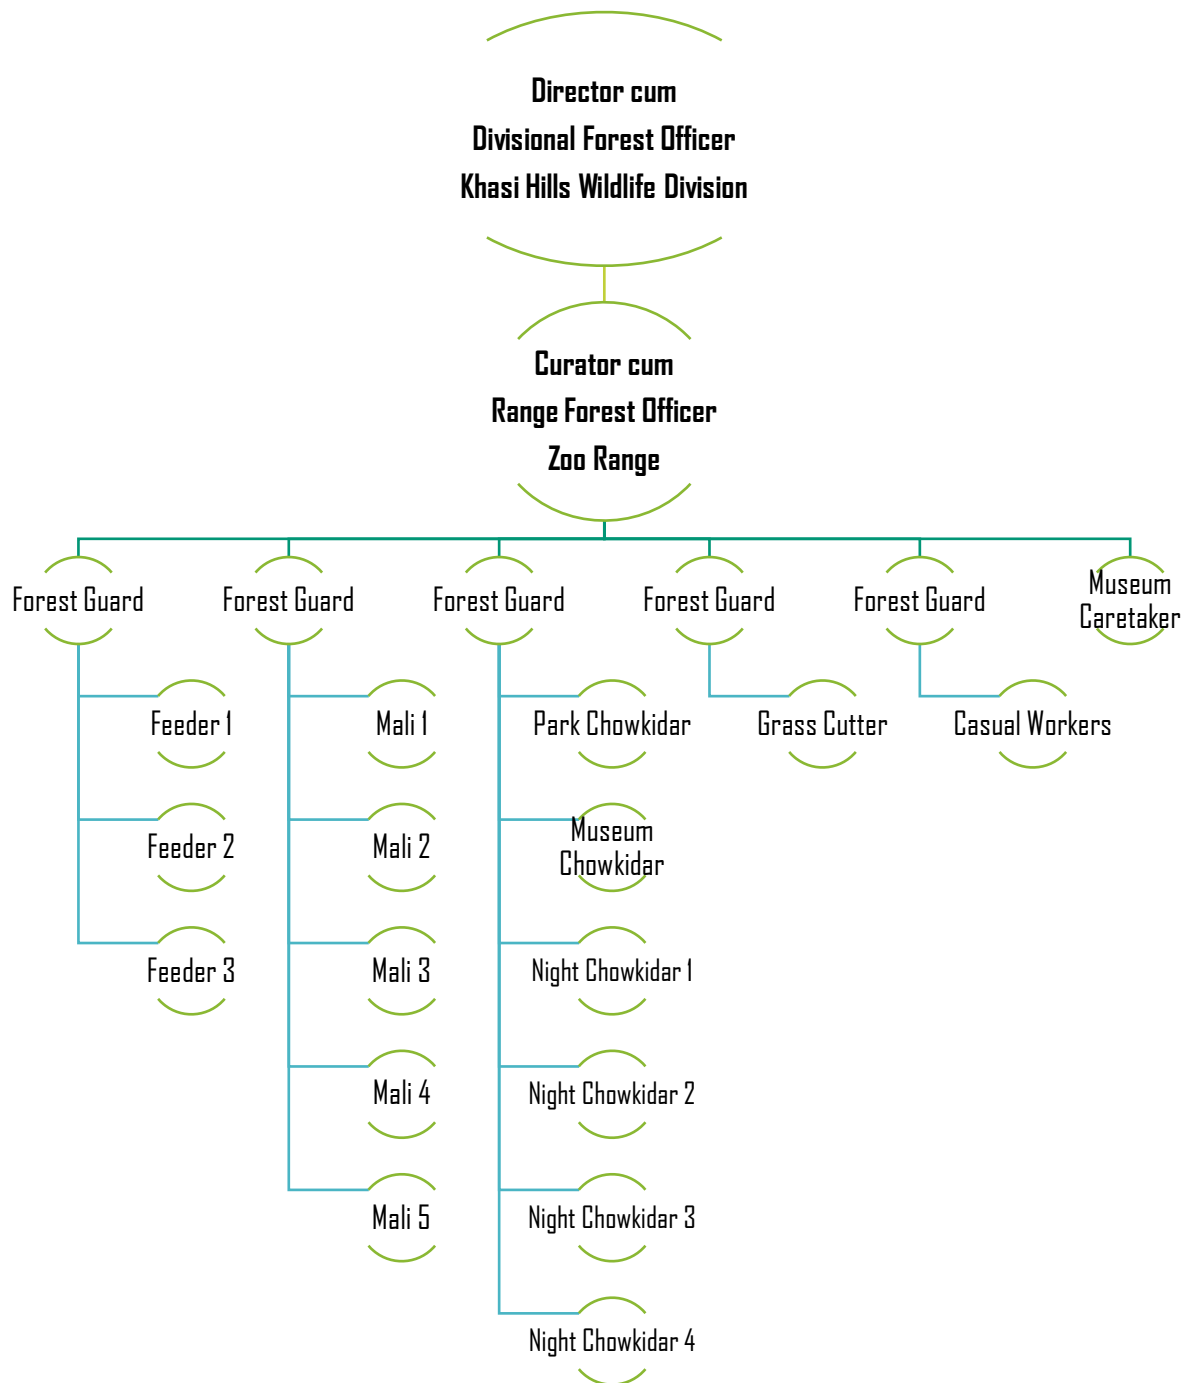 Director cum
Divisional Forest Officer
Khasi Hills Wildlife Division
Curator cum
Range Forest Officer
Zoo Range
Forest Guard
Forest Guard
Forest Guard
Forest Guard
Forest Guard
Museum
Caretaker
Feeder 1
Mali 1
Park Chowkidar
Grass Cutter
Casual Workers
Feeder 2
Mali 2
Museum
Chowkidar
Feeder 3
Mali 3
Night Chowkidar 1
Mali 4
Night Chowkidar 2
Mali 5
Night Chowkidar 3
Night Chowkidar 4